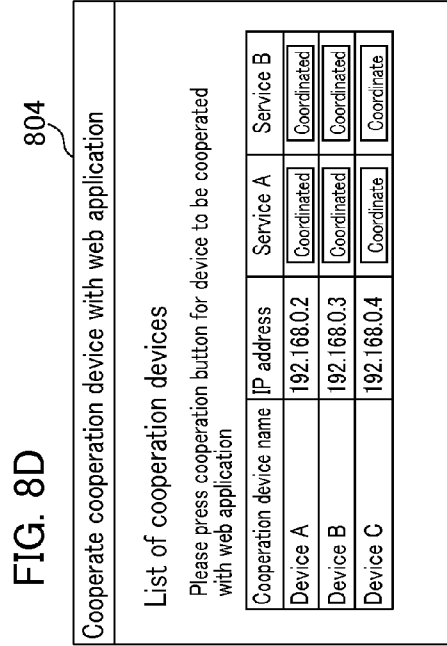 FIG. 8D
804
Cooperate cooperation device with web application
List of cooperation devices
Please press cooperation button for device to be cooperated
with web application
Cooperation device name IP address Service A Service B
Device A 192.168.0.2 Coordinated Coordinated
Device B 192.168.0.3 Coordinated Coordinated
Device C 192.168.0.4 Coordinate Coordinate